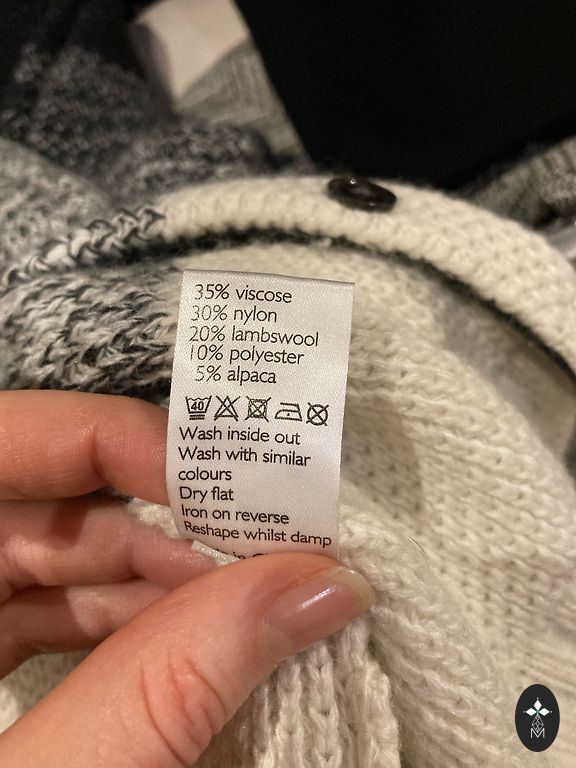 35% viscose
30% nylon
20% lambswool
10% polyester
5% alpaca
40
Wash inside out
Wash with similar
colours
Dry flat
Iron on reverse
Reshape whilst damp